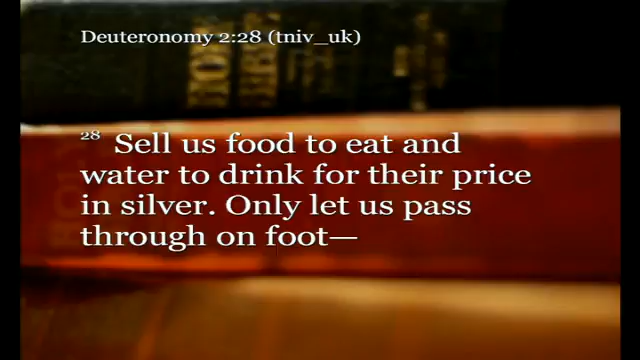 Deuteronomy 2:28 (tniv_uk)
28 Sell us food to eat and
water to drink for their price
in silver. Only let us pass
through on foot—